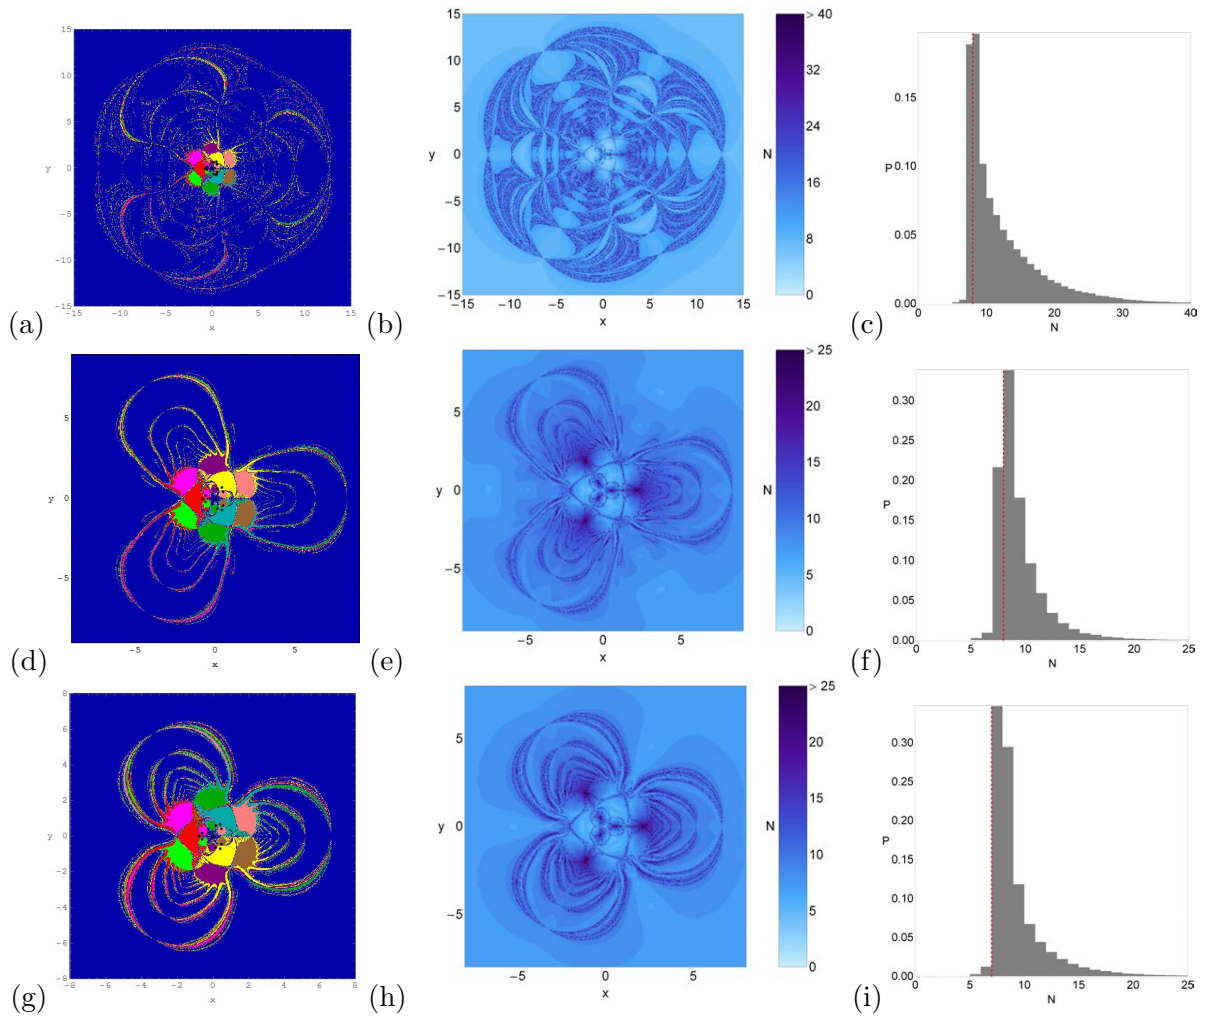 15
10
5
y 0
−5
−10
−15
−15 −10 −5 0 5 10 15
x
(a)
15
10
5
y 0
−5
−10
−15
−15 −10 −5 0 5 10 15
x
> 40
32
24
N
16
8
0
(b)
0.15
P 0.10
0.05
0.00
0 10 20 30 40
N
(c)
5
y 0
−5
−5 0 5
x
(d)
5
y 0
−5
−5 0 5
x
> 25
20
15
N
10
5
0
(e)
0.30
0.25
0.20
P
0.15
0.10
0.05
0.00
0 5 10 15 20 25
N
(f)
8
6
4
2
y 0
−2
−4
−6
−8
−8 −6 −4 −2 0 2 4 6 8
x
(g)
5
y 0
−5
−5 0 5
x
> 25
20
15
N
10
5
0
(h)
0.30
0.25
0.20
P
0.15
0.10
0.05
0.00
0 5 10 15 20 25
N
(i)